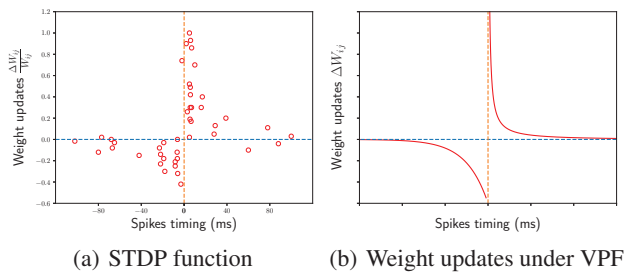 Weight updates ΔW_ij / W_ij
1.2
1.0
0.8
0.6
0.4
0.2
0.0
−0.2
−0.4
−0.6
−80
−40
0
40
80
Spikes timing (ms)
(a) STDP function
Weight updates ΔW_ij
Spikes timing (ms)
(b) Weight updates under VPF